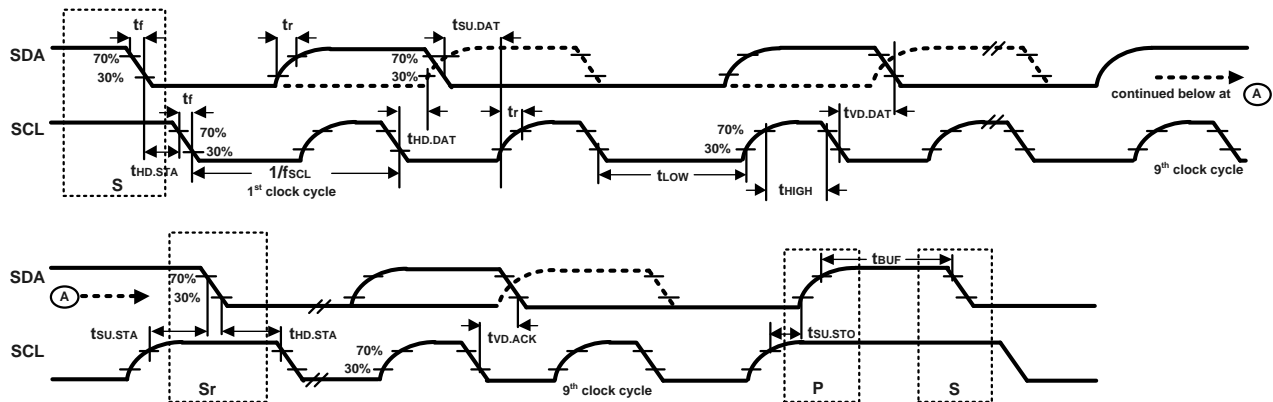 tf
tr
tSU.DAT
SDA
70%
30%
70%
30%
continued below at A
tf
tHD.DAT
tr
tVD.DAT
SCL
70%
30%
70%
30%
tHD.STA
1/fSCL
tLOW
tHIGH
S
1st clock cycle
9th clock cycle
tBUF
SDA
70%
A
30%
tSU.STA
tHD.STA
tVD.ACK
tSU.STO
SCL
70%
30%
Sr
9th clock cycle
P
S